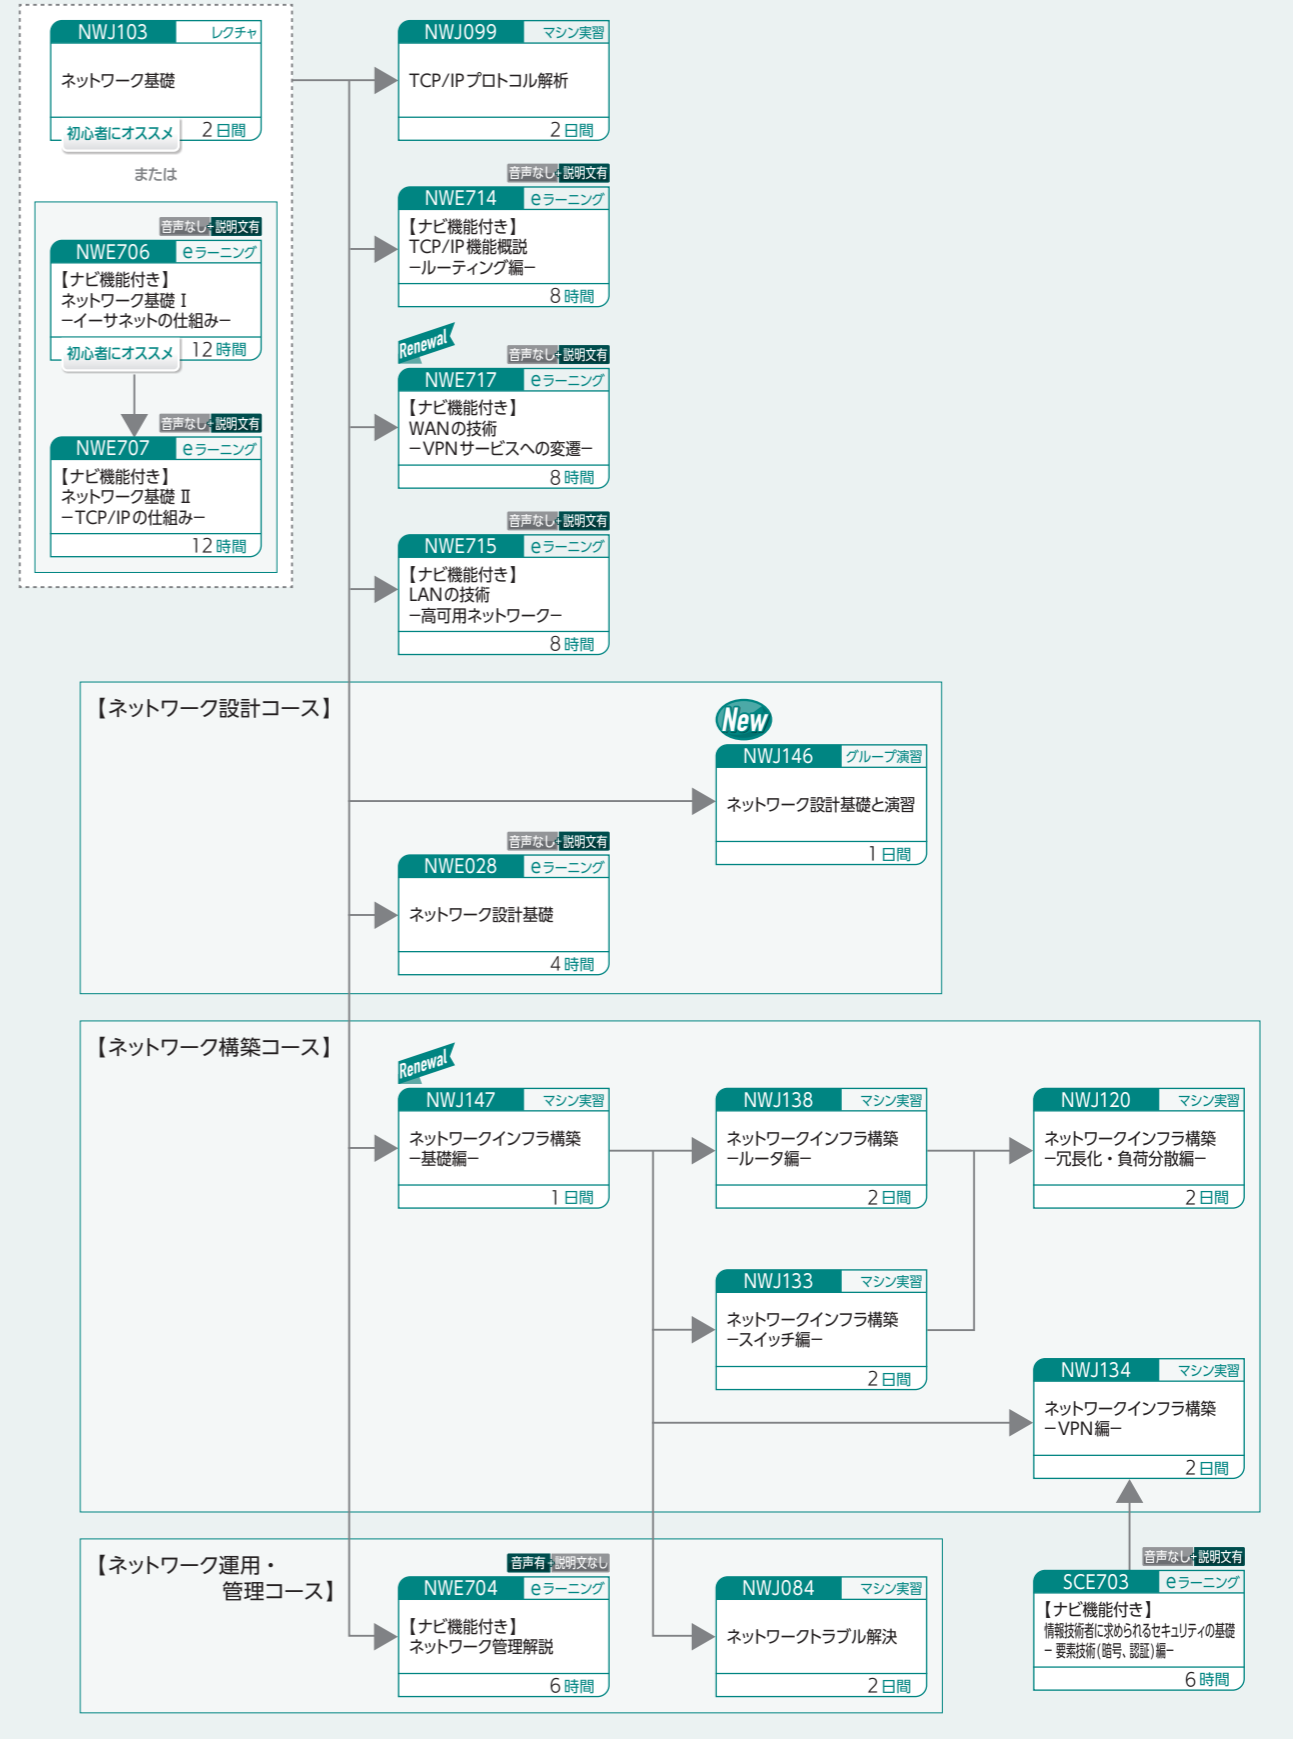 NWJ103 レクチャ
ネットワーク基礎
初心者にオススメ 2日間
または
音声なし+説明文有
NWE706 eラーニング
【ナビ機能付き】
ネットワーク基礎 Ⅰ
−イーサネットの仕組み−
初心者にオススメ 12時間
音声なし+説明文有
NWE707 eラーニング
【ナビ機能付き】
ネットワーク基礎 Ⅱ
−TCP/IPの仕組み−
12時間
NWJ099 マシン実習
TCP/IPプロトコル解析
2日間
音声なし+説明文有
NWE714 eラーニング
【ナビ機能付き】
TCP/IP機能概説
−ルーティング編−
8時間
Renewal
音声なし+説明文有
NWE717 eラーニング
【ナビ機能付き】
WANの技術
−VPNサービスへの変遷−
8時間
音声なし+説明文有
NWE715 eラーニング
【ナビ機能付き】
LANの技術
−高可用ネットワーク−
8時間
【ネットワーク設計コース】
New
NWJ146 グループ演習
ネットワーク設計基礎と演習
1日間
音声なし+説明文有
NWE028 eラーニング
ネットワーク設計基礎
4時間
【ネットワーク構築コース】
Renewal
NWJ147 マシン実習
ネットワークインフラ構築
−基礎編−
1日間
NWJ138 マシン実習
ネットワークインフラ構築
−ルータ編−
2日間
NWJ120 マシン実習
ネットワークインフラ構築
−冗長化・負荷分散編−
2日間
NWJ133 マシン実習
ネットワークインフラ構築
−スイッチ編−
2日間
NWJ134 マシン実習
ネットワークインフラ構築
−VPN編−
2日間
【ネットワーク運用・
管理コース】
音声有+説明文なし
NWE704 eラーニング
【ナビ機能付き】
ネットワーク管理解説
6時間
NWJ084 マシン実習
ネットワークトラブル解決
2日間
音声なし+説明文有
SCE703 eラーニング
【ナビ機能付き】
情報技術者に求められるセキュリティの基礎
− 要素技術(暗号、認証)編−
6時間